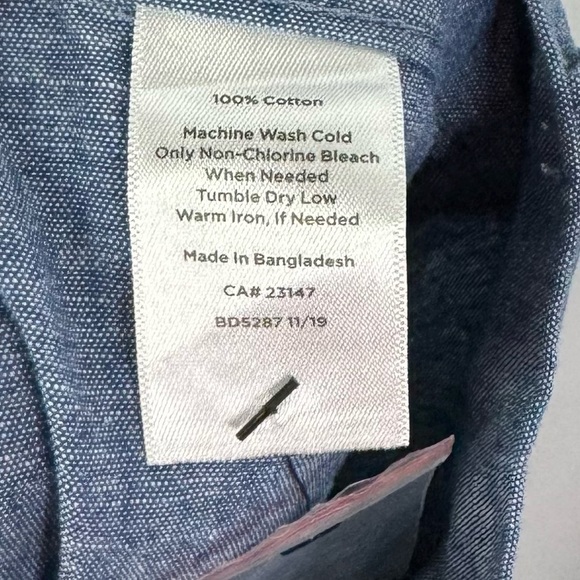 100% Cotton
Machine Wash Cold
Only Non-Chlorine Bleach
When Needed
Tumble Dry Low
Warm Iron, If Needed
Made In Bangladesh
CA# 23147
BD5287 11/19